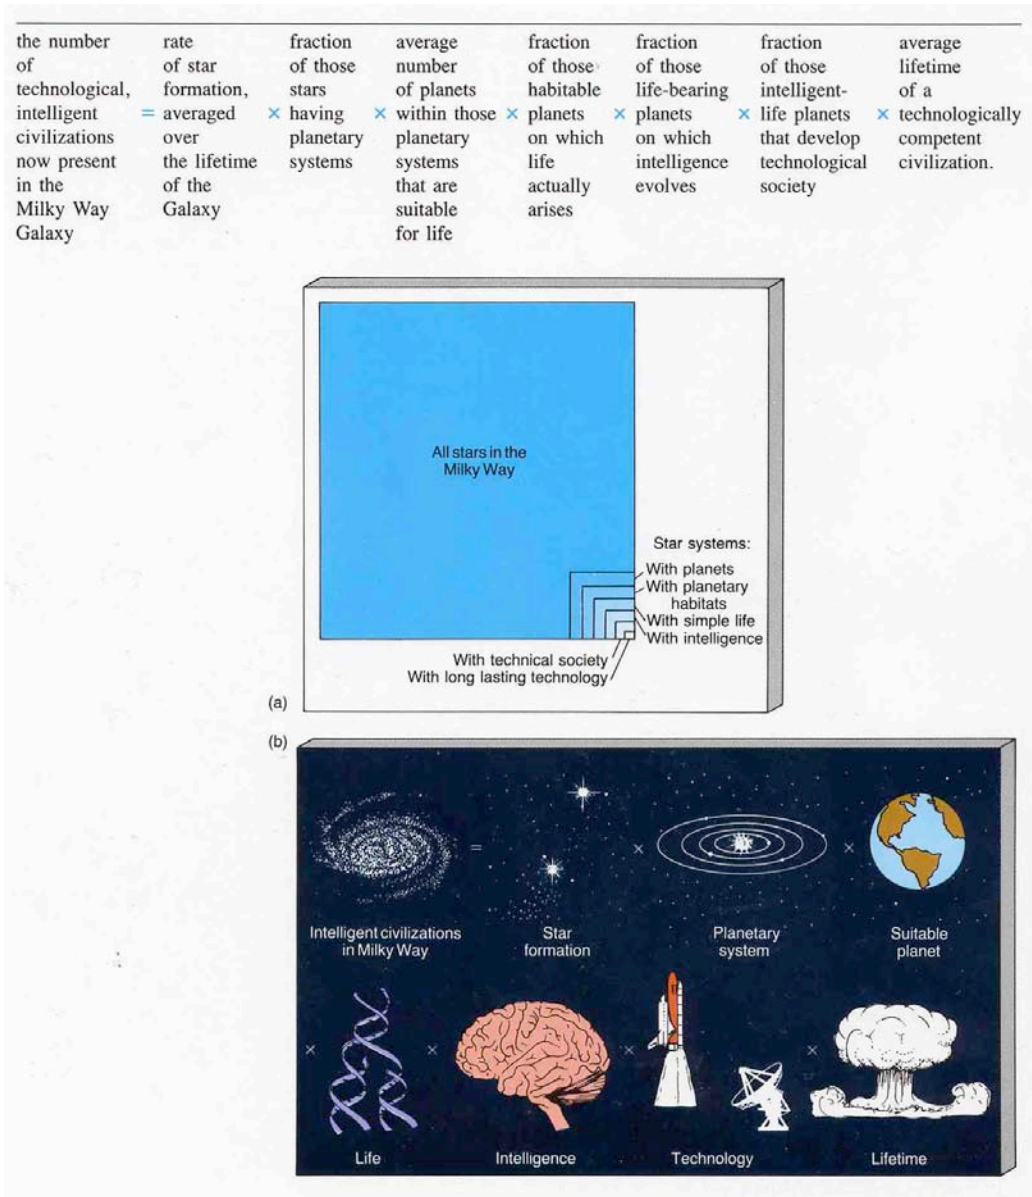 the number
of
technological,
intelligent
civilizations
now present
in the
Milky Way
Galaxy
=
rate
of star
formation,
averaged
over
the lifetime
of the
Galaxy
×
fraction
of those
stars
having
planetary
systems
×
average
number
of planets
within those
planetary
systems
that are
suitable
for life
×
fraction
of those
habitable
planets
on which
life
actually
arises
×
fraction
of those
life-bearing
planets
on which
intelligence
evolves
×
fraction
of those
intelligent-
life planets
that develop
technological
society
×
average
lifetime
of a
technologically
competent
civilization.
All stars in the
Milky Way
Star systems:
With planets
With planetary
habitats
With simple life
With intelligence
With technical society
With long lasting technology
(a)
(b)
=
×
×
Intelligent civilizations
in Milky Way
Star
formation
Planetary
system
Suitable
planet
×
×
×
×
Life
Intelligence
Technology
Lifetime